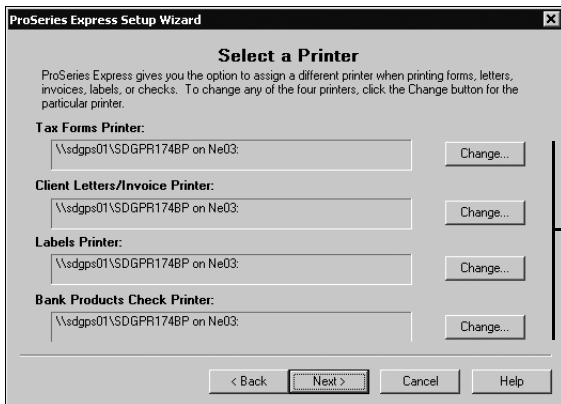 ProSeries Express Setup Wizard
Select a Printer
ProSeries Express gives you the option to assign a different printer when printing forms, letters,
invoices, labels, or checks. To change any of the four printers, click the Change button for the
particular printer.
Tax Forms Printer:
\\sdgps01\SDGPR174BP on Ne03:
Change...
Client Letters/Invoice Printer:
\\sdgps01\SDGPR174BP on Ne03:
Change...
Labels Printer:
\\sdgps01\SDGPR174BP on Ne03:
Change...
Bank Products Check Printer:
\\sdgps01\SDGPR174BP on Ne03:
Change...
< Back Next > Cancel Help